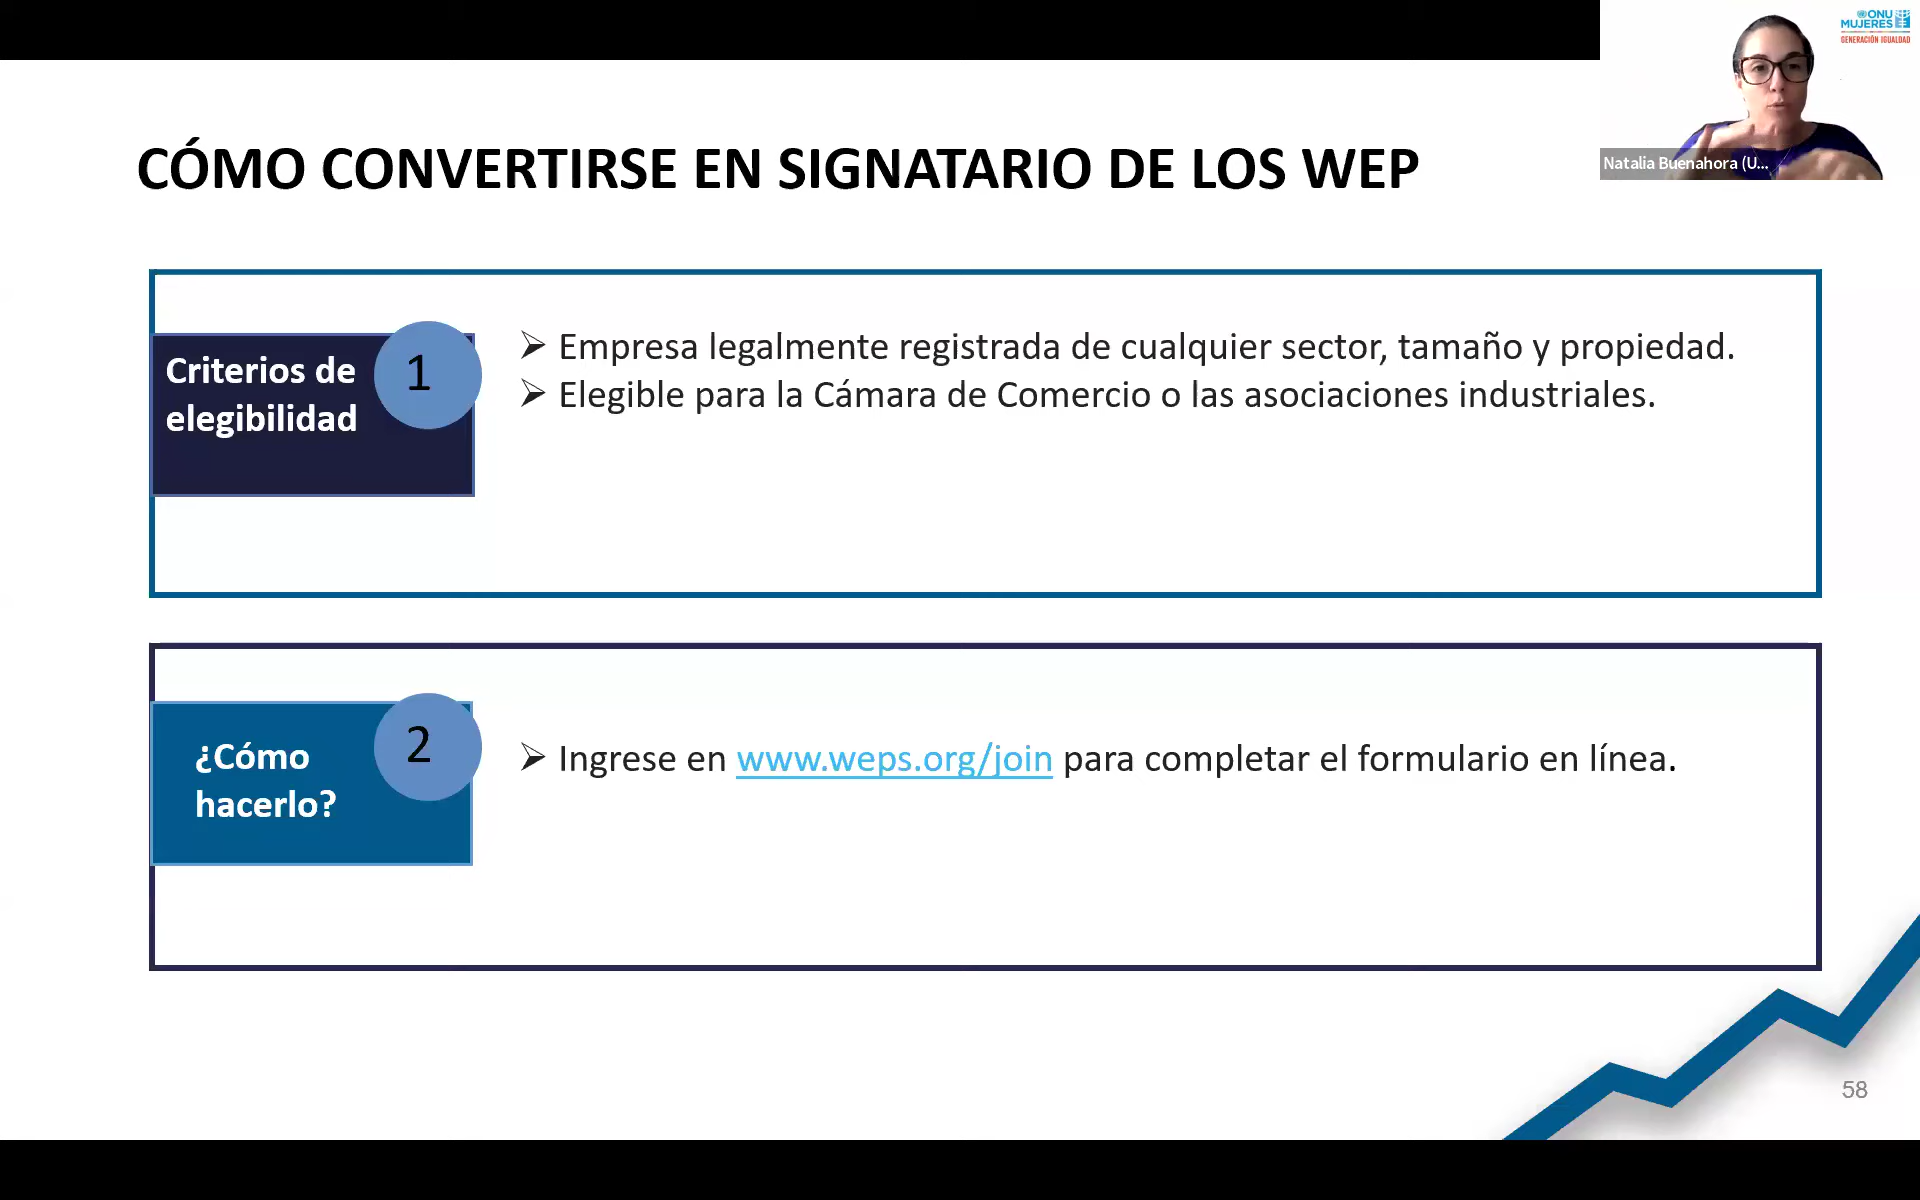 ONU
MUJERES
GENERACIÓN IGUALDAD
Natalia Buenahora (U...
CÓMO CONVERTIRSE EN SIGNATARIO DE LOS WEP
Criterios de
elegibilidad
1
➢ Empresa legalmente registrada de cualquier sector, tamaño y propiedad.
➢ Elegible para la Cámara de Comercio o las asociaciones industriales.
¿Cómo
hacerlo?
2
➢ Ingrese en www.weps.org/join para completar el formulario en línea.
58